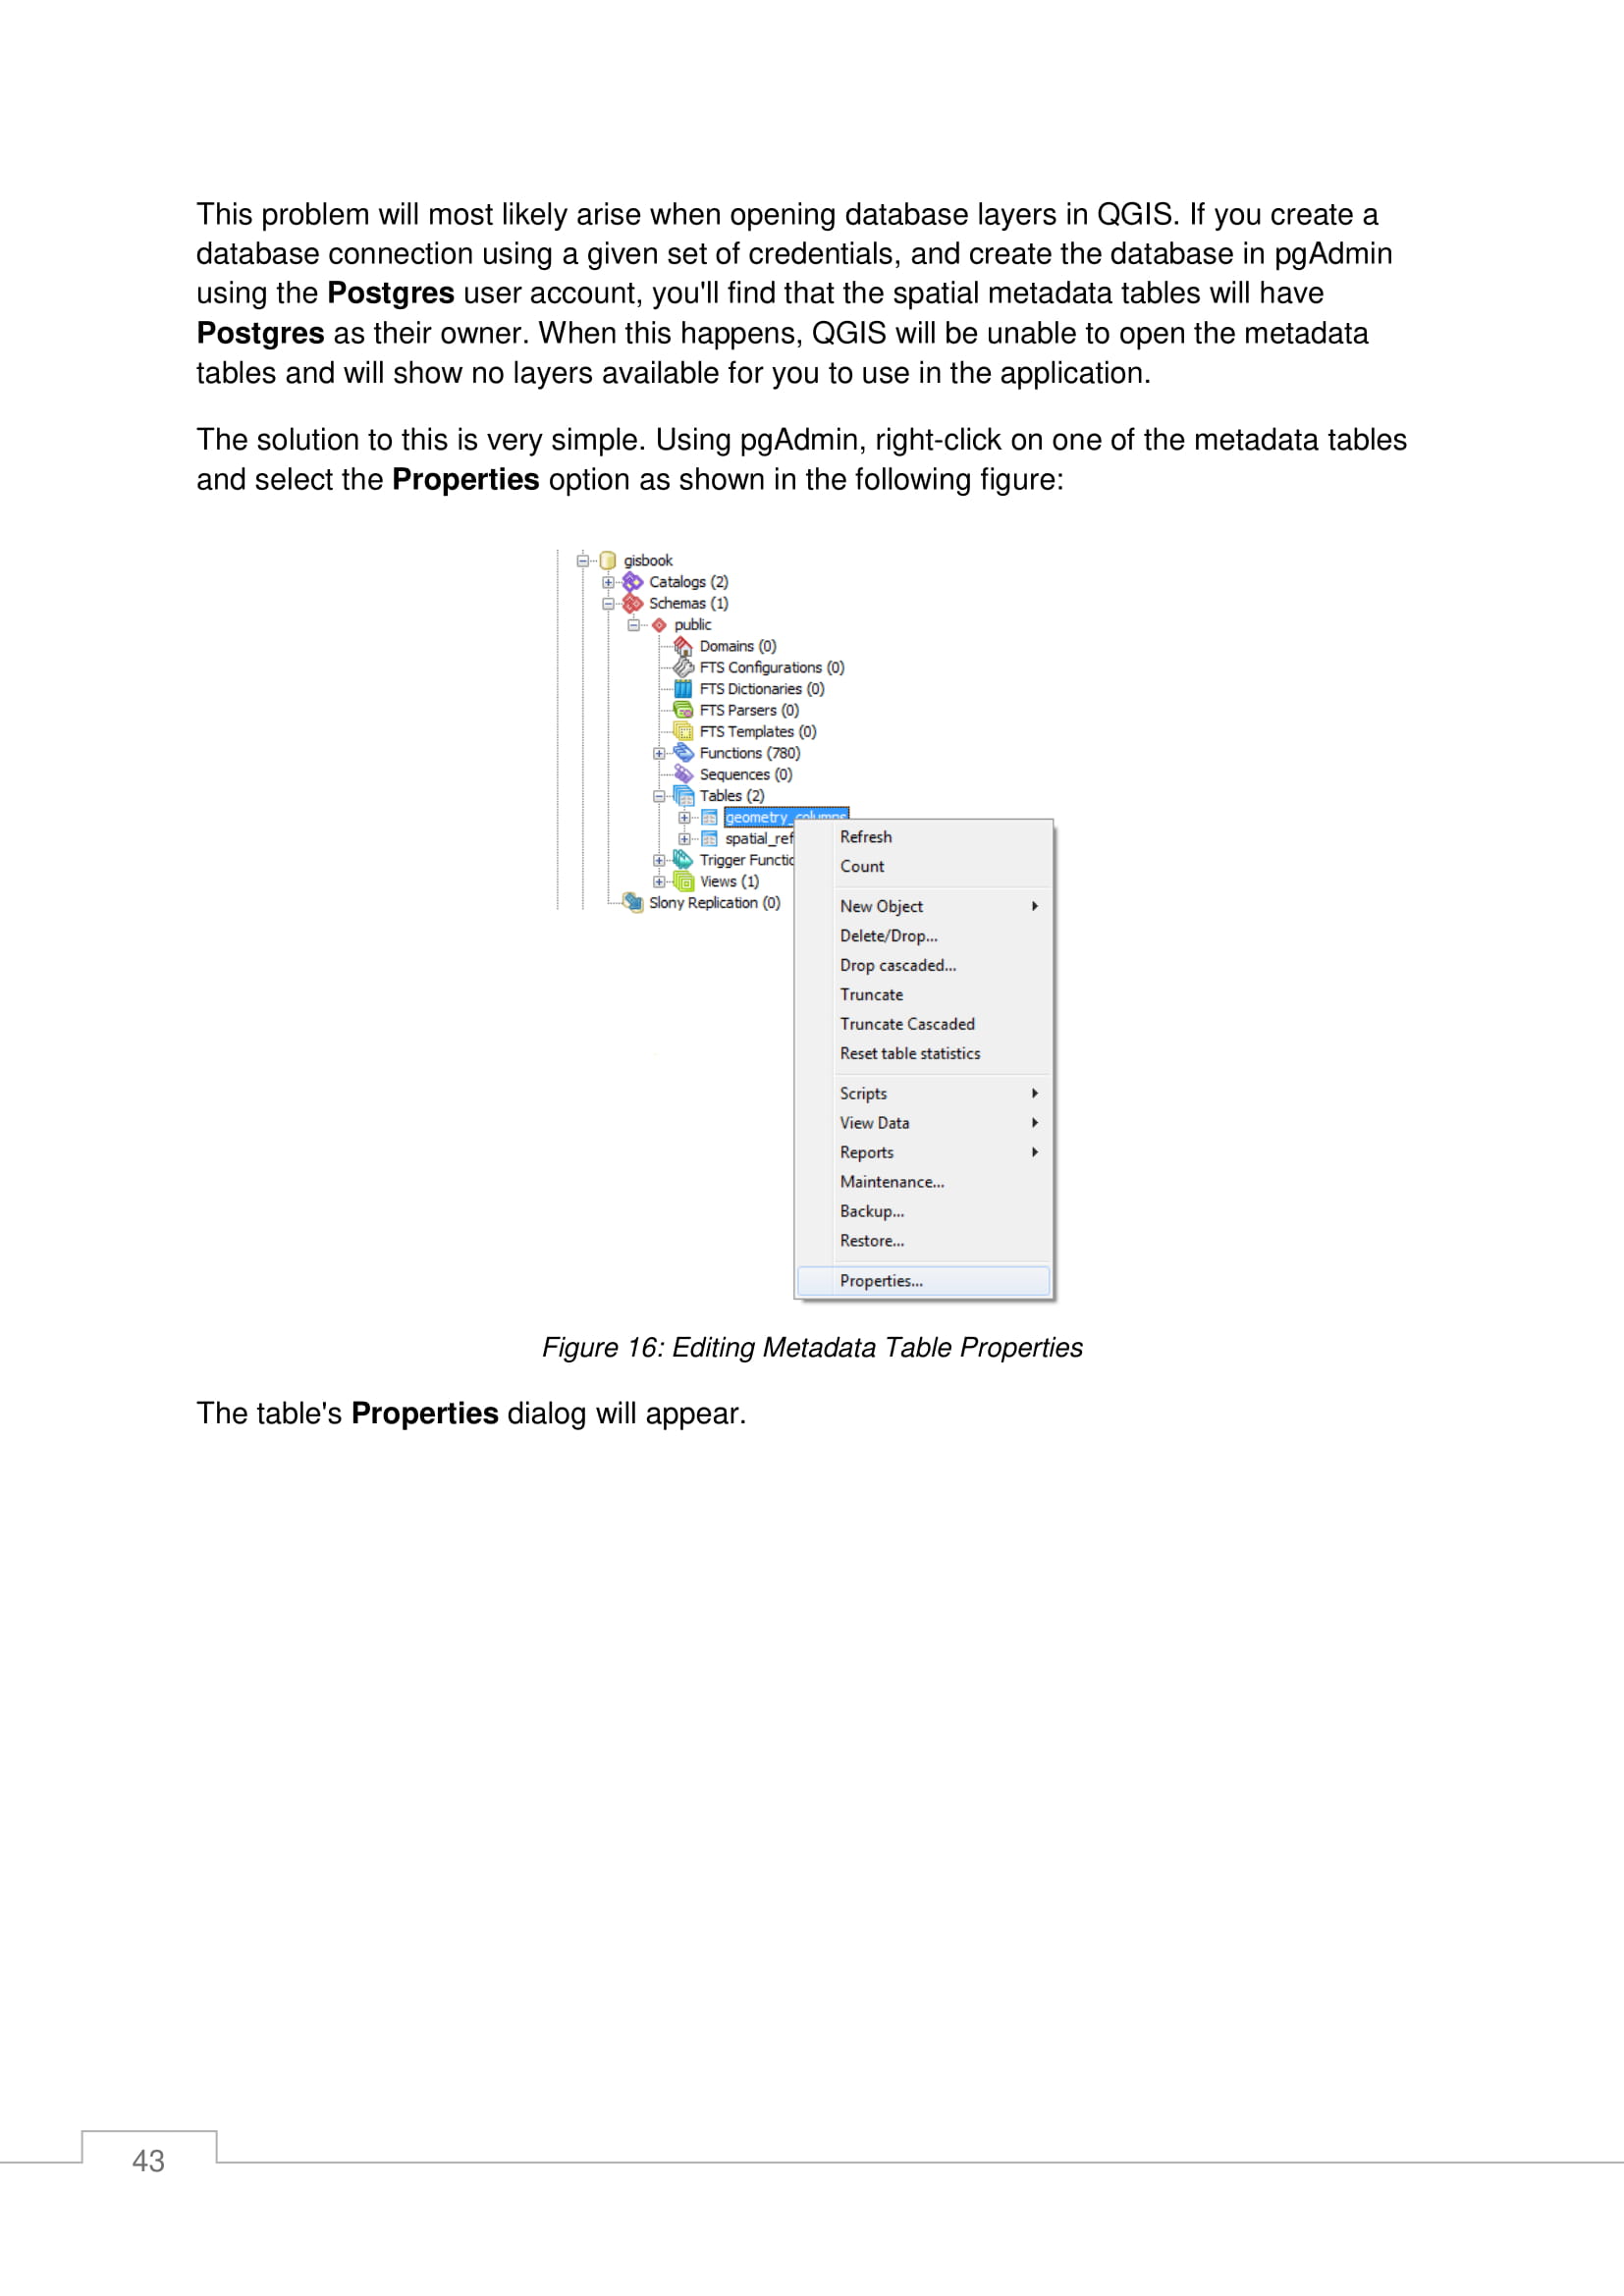 This problem will most likely arise when opening database layers in QGIS. If you create a
database connection using a given set of credentials, and create the database in pgAdmin
using the Postgres user account, you'll find that the spatial metadata tables will have
Postgres as their owner. When this happens, QGIS will be unable to open the metadata
tables and will show no layers available for you to use in the application.
The solution to this is very simple. Using pgAdmin, right-click on one of the metadata tables
and select the Properties option as shown in the following figure:
gisbook
Catalogs (2)
Schemas (1)
public
Domains (0)
FTS Configurations (0)
FTS Dictionaries (0)
FTS Parsers (0)
FTS Templates (0)
Functions (780)
Sequences (0)
Tables (2)
geometry_columns
spatial_ref
Trigger Functio
Views (1)
Slony Replication (0)
Refresh
Count
New Object
Delete/Drop...
Drop cascaded...
Truncate
Truncate Cascaded
Reset table statistics
Scripts
View Data
Reports
Maintenance...
Backup...
Restore...
Properties...
Figure 16: Editing Metadata Table Properties
The table's Properties dialog will appear.
43